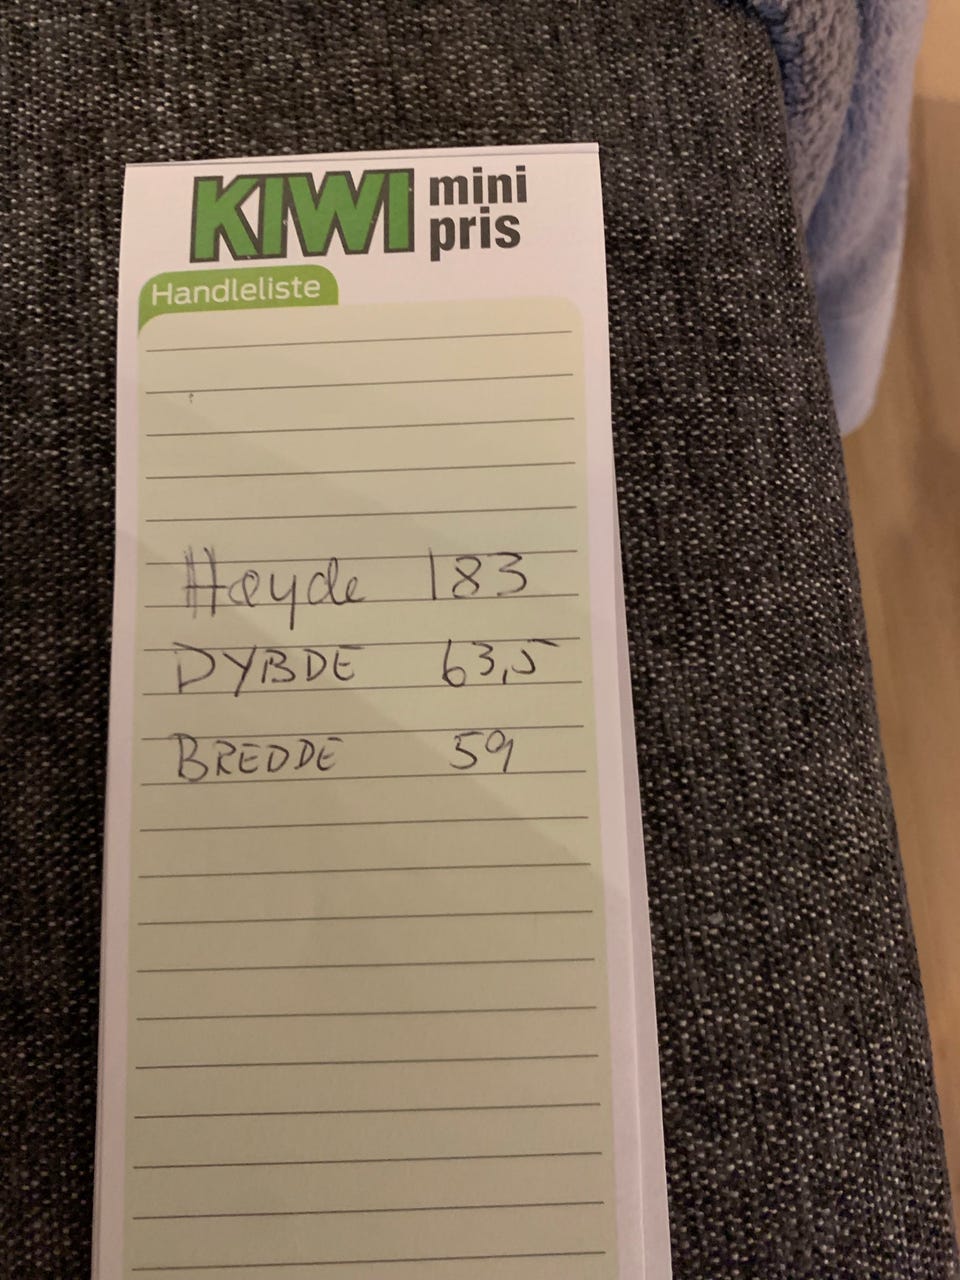 KIWI mini pris
Handleliste
Høyde 183
DYBDE 63,5
BREDDE 59